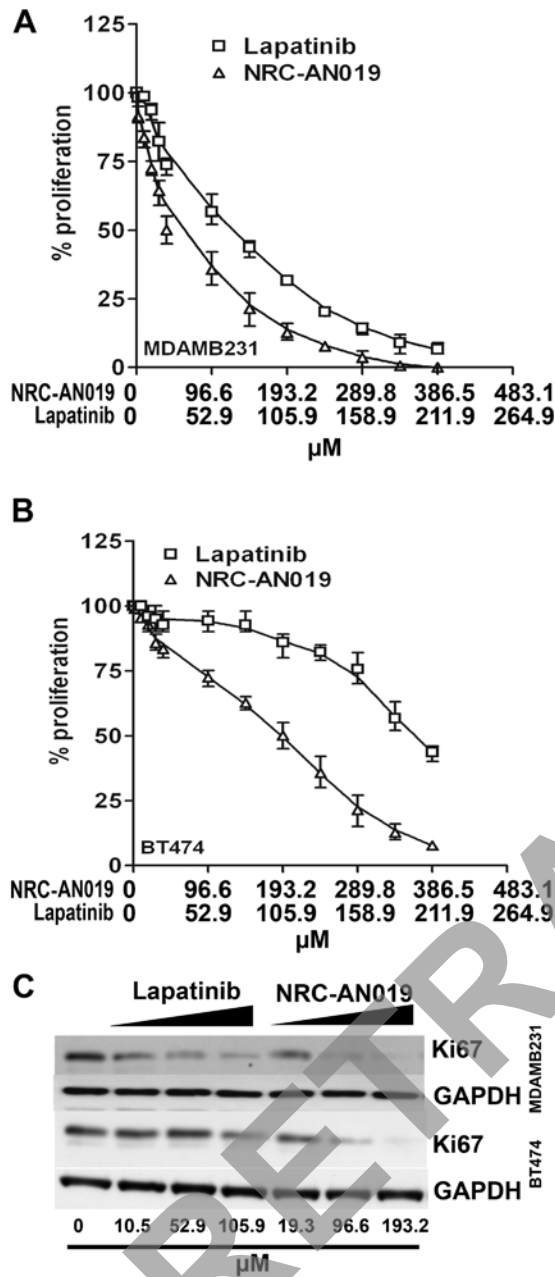 A
Lapatinib
NRC-AN019
125
100
75
50
25
0
% proliferation
MDAMB231
NRC-AN019 0 96.6 193.2 289.8 386.5 483.1
Lapatinib 0 52.9 105.9 158.9 211.9 264.9
µM
B
Lapatinib
NRC-AN019
125
100
75
50
25
0
% proliferation
BT474
NRC-AN019 0 96.6 193.2 289.8 386.5 483.1
Lapatinib 0 52.9 105.9 158.9 211.9 264.9
µM
C
Lapatinib NRC-AN019
Ki67
GAPDH
MDAMB231
Ki67
GAPDH
BT474
0 10.5 52.9 105.9 19.3 96.6 193.2
µM
RETRA